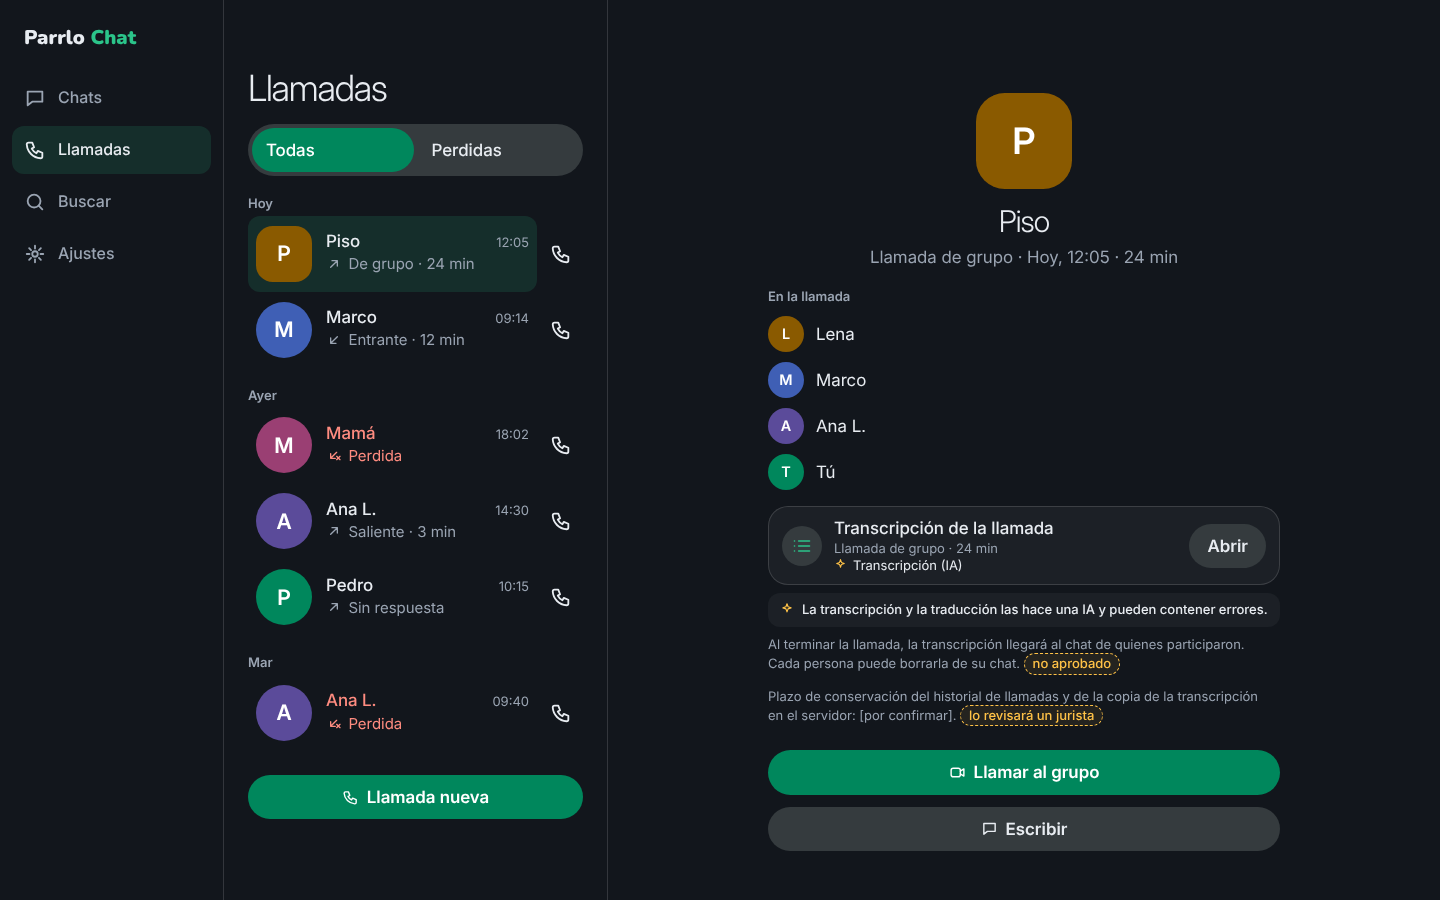 Parrlo Chat
Chats
Llamadas
Buscar
Ajustes
Llamadas
Todas
Perdidas
Hoy
P
Piso
12:05
De grupo · 24 min
M
Marco
09:14
Entrante · 12 min
Ayer
M
Mamá
18:02
Perdida
A
Ana L.
14:30
Saliente · 3 min
P
Pedro
10:15
Sin respuesta
Mar
A
Ana L.
09:40
Perdida
Llamada nueva
P
Piso
Llamada de grupo · Hoy, 12:05 · 24 min
En la llamada
L
Lena
M
Marco
A
Ana L.
T
Tú
Transcripción de la llamada
Llamada de grupo · 24 min
Transcripción (IA)
Abrir
La transcripción y la traducción las hace una IA y pueden contener errores.
Al terminar la llamada, la transcripción llegará al chat de quienes participaron.
Cada persona puede borrarla de su chat. no aprobado
Plazo de conservación del historial de llamadas y de la copia de la transcripción
en el servidor: [por confirmar]. lo revisará un jurista
Llamar al grupo
Escribir